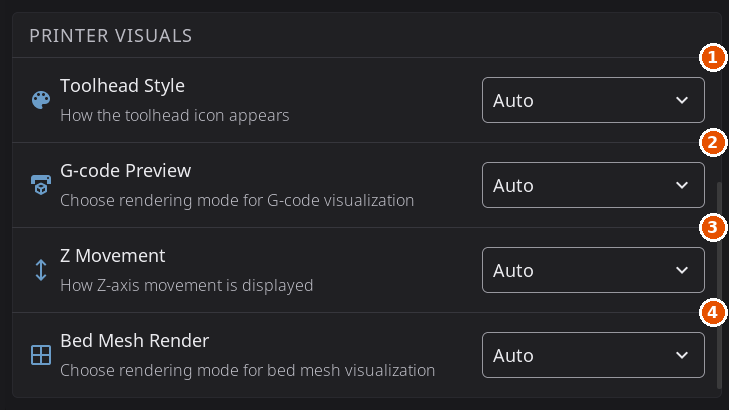 PRINTER VISUALS
1
Toolhead Style
How the toolhead icon appears
Auto
2
G-code Preview
Choose rendering mode for G-code visualization
Auto
3
Z Movement
How Z-axis movement is displayed
Auto
4
Bed Mesh Render
Choose rendering mode for bed mesh visualization
Auto